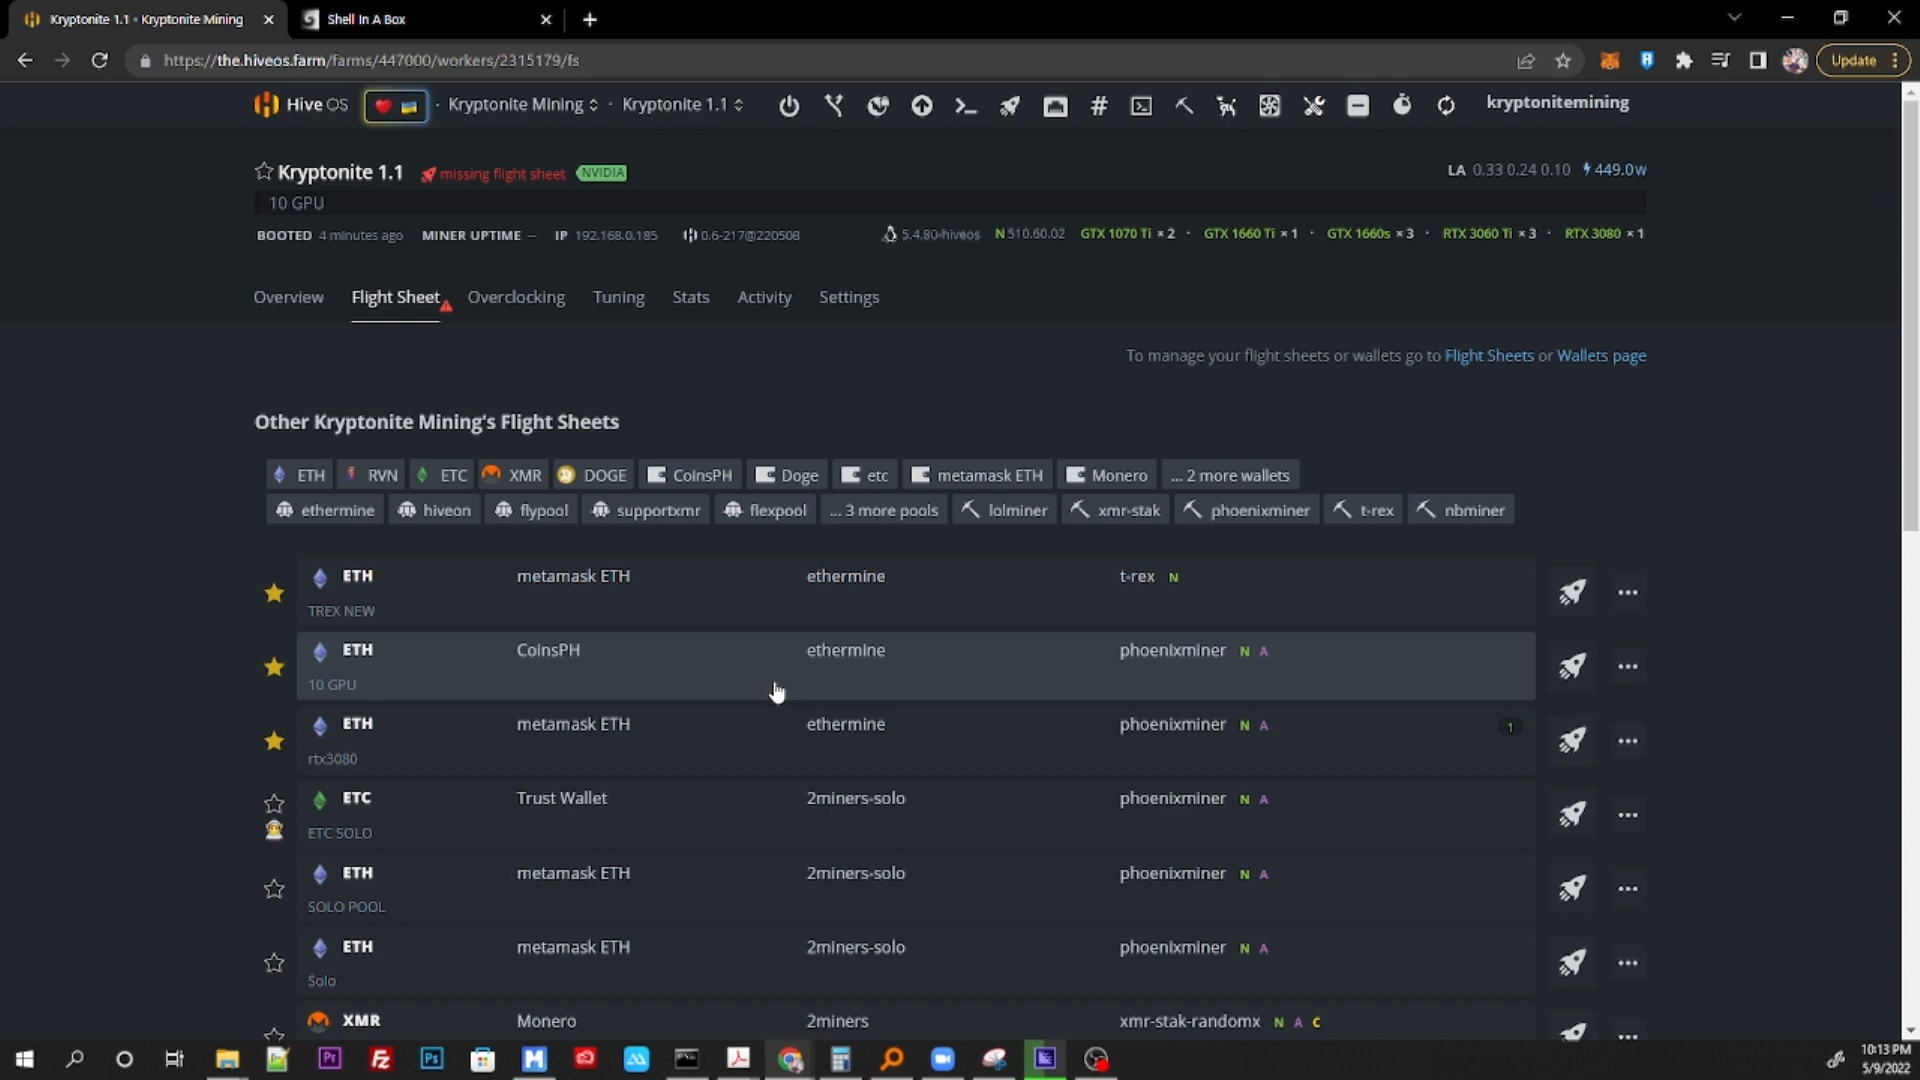 Kryptonite 1.1 • Kryptonite Mining
Shell In A Box
https://the.hiveos.farm/farms/447000/workers/2315179/fs
Update
Hive OS
Kryptonite Mining
Kryptonite 1.1
kryptonitemining
Kryptonite 1.1
missing flight sheet
NVIDIA
LA 0.33 0.24 0.10 449.0w
10 GPU
BOOTED 4 minutes ago MINER UPTIME – IP 192.168.0.185 0.6-217@220508
5.4.80-hiveos N 510.60.02 GTX 1070 Ti × 2 · GTX 1660 Ti × 1 · GTX 1660s × 3 · RTX 3060 Ti × 3 · RTX 3080 × 1
Overview Flight Sheet Overclocking Tuning Stats Activity Settings
To manage your flight sheets or wallets go to Flight Sheets or Wallets page
Other Kryptonite Mining's Flight Sheets
ETH RVN ETC XMR DOGE CoinsPH Doge etc metamask ETH Monero ... 2 more wallets
ethermine hiveon flypool supportxmr flexpool ... 3 more pools lolminer xmr-stak phoenixminer t-rex nbminer
ETH metamask ETH ethermine t-rex N
TREX NEW
ETH CoinsPH ethermine phoenixminer N A
10 GPU
ETH metamask ETH ethermine phoenixminer N A 1
rtx3080
ETC Trust Wallet 2miners-solo phoenixminer N A
ETC SOLO
ETH metamask ETH 2miners-solo phoenixminer N A
SOLO POOL
ETH metamask ETH 2miners-solo phoenixminer N A
Solo
XMR Monero 2miners xmr-stak-randomx N A C
Pr
Fz
Ps
10:13 PM
5/9/2022